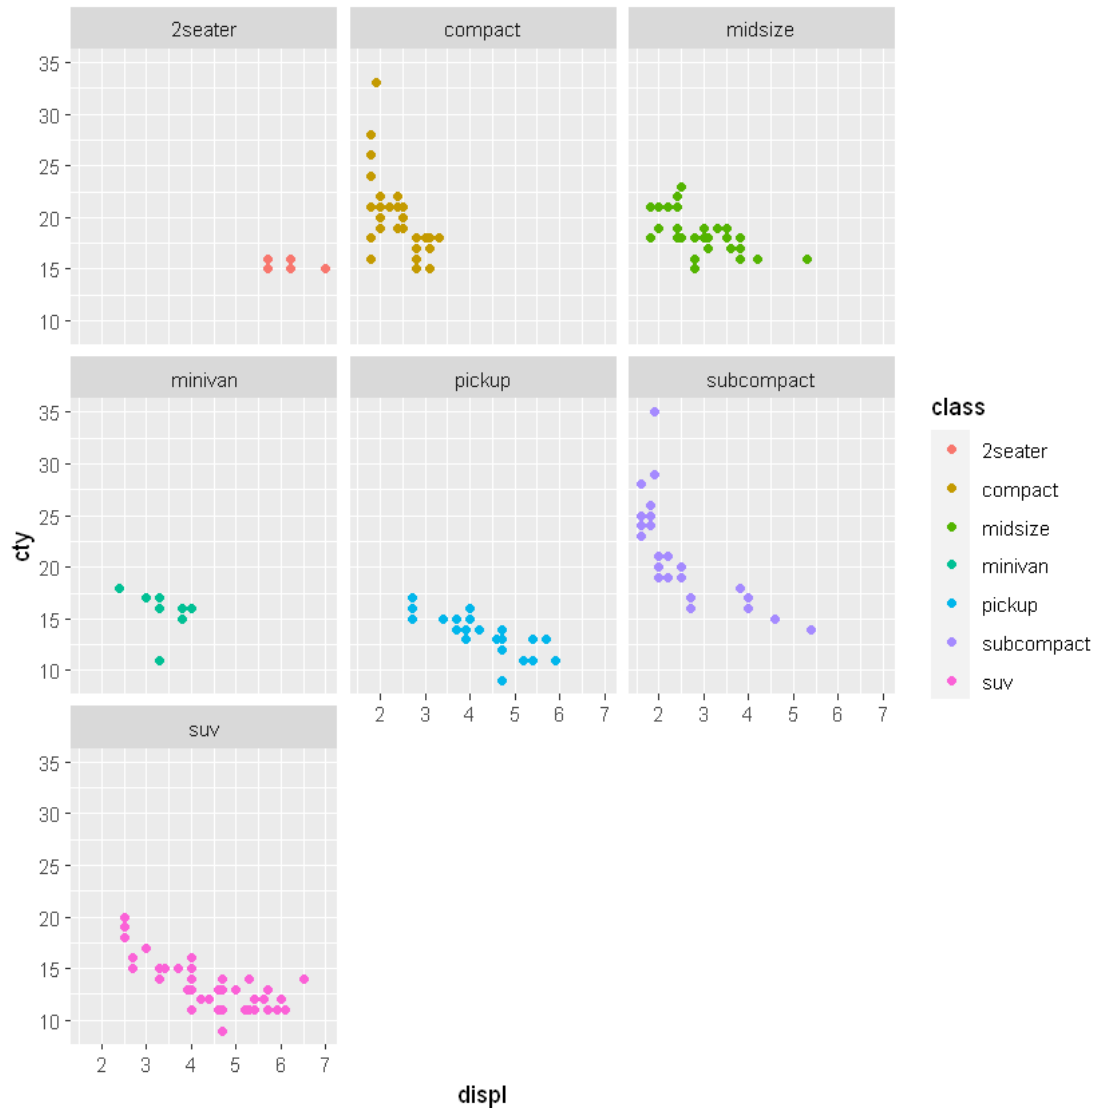 2seater compact midsize
35
30
25
20
15
10
minivan pickup subcompact
35
30
25
20
15
10
2 3 4 5 6 7 2 3 4 5 6 7
suv
35
30
25
20
15
10
2 3 4 5 6 7
displ
cty
class
2seater
compact
midsize
minivan
pickup
subcompact
suv